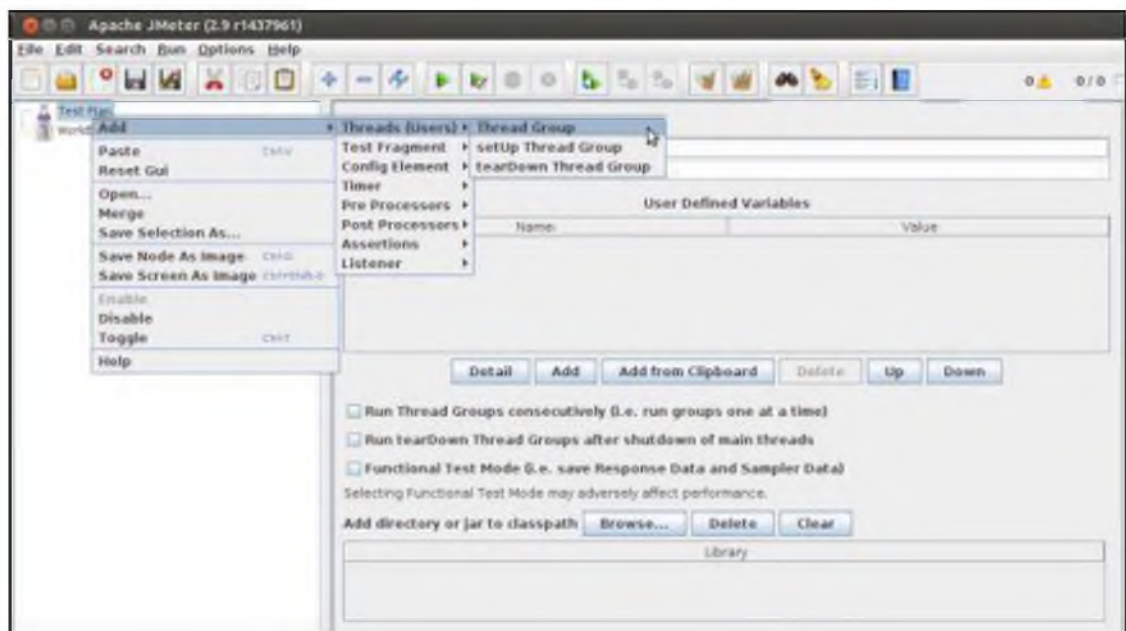 Apache JMeter (2.9 r1437961)
File Edit Search Run Options Help
0 0 / 0
Test Plan
Add
Paste
Reset Gui
Open...
Merge
Save Selection As...
Save Node As Image
Save Screen As Image
Enable
Disable
Toggle
Help
Threads (Users)
Test Fragment
Config Element
Timer
Pre Processors
Post Processors
Assertions
Listener
Thread Group
setUp Thread Group
tearDown Thread Group
User Defined Variables
Name: Value
Detail Add Add from Clipboard Delete Up Down
Run Thread Groups consecutively (i.e. run groups one at a time)
Run tearDown Thread Groups after shutdown of main threads
Functional Test Mode (i.e. save Response Data and Sampler Data)
Selecting Functional Test Mode may adversely affect performance.
Add directory or jar to classpath Browse... Delete Clear
Library